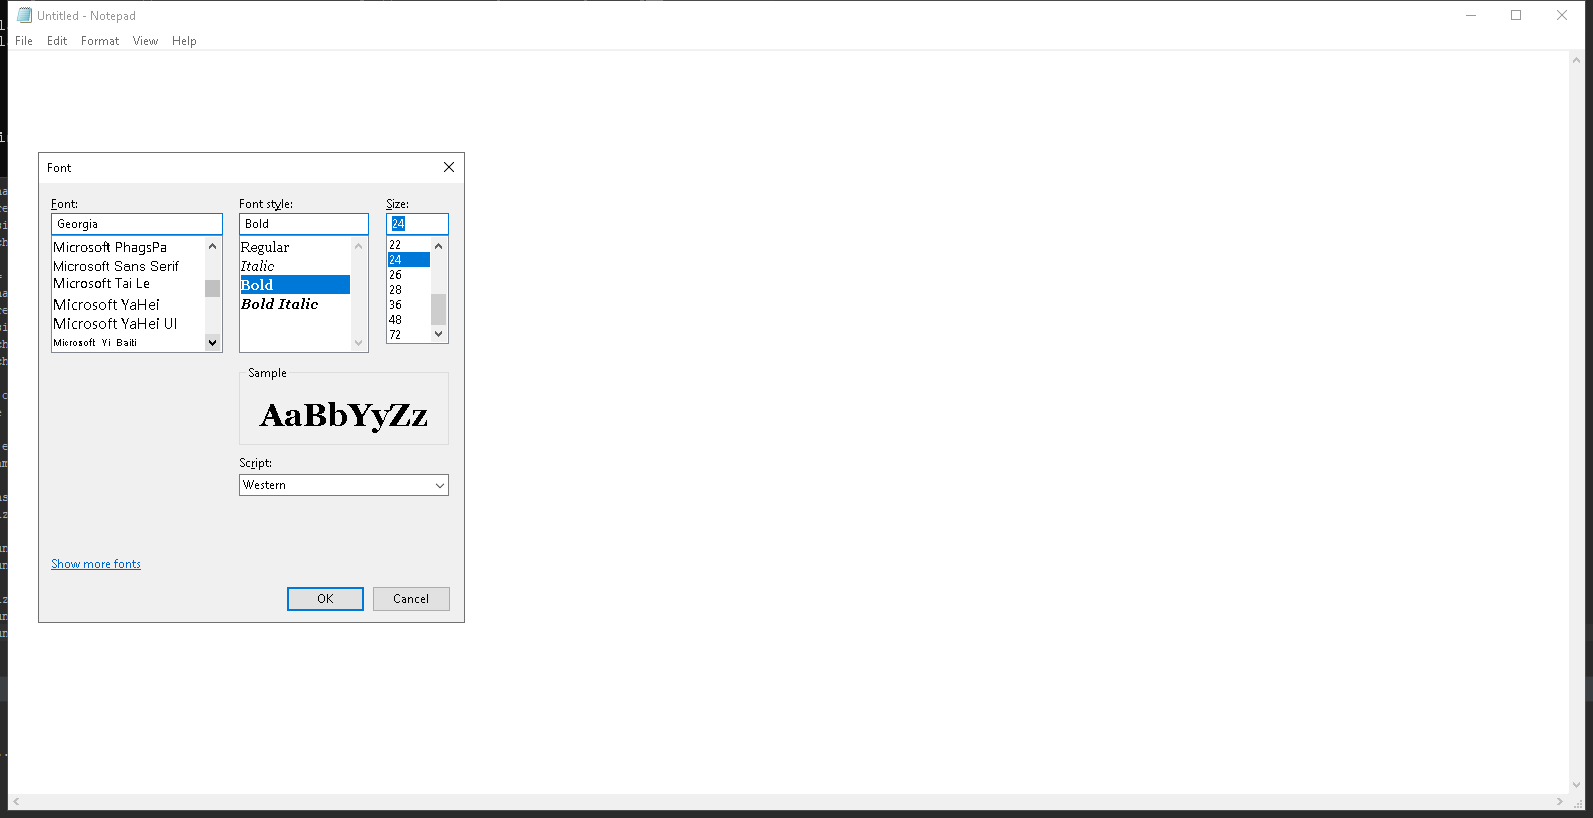 Untitled - Notepad
File Edit Format View Help
Font
Font: Font style: Size:
Georgia Bold 24
Microsoft PhagsPa
Microsoft Sans Serif
Microsoft Tai Le
Microsoft YaHei
Microsoft YaHei UI
Microsoft Yi Baiti
Regular
Italic
Bold
Bold Italic
22
24
26
28
36
48
72
Sample
AaBbYyZz
Script:
Western
Show more fonts
OK Cancel